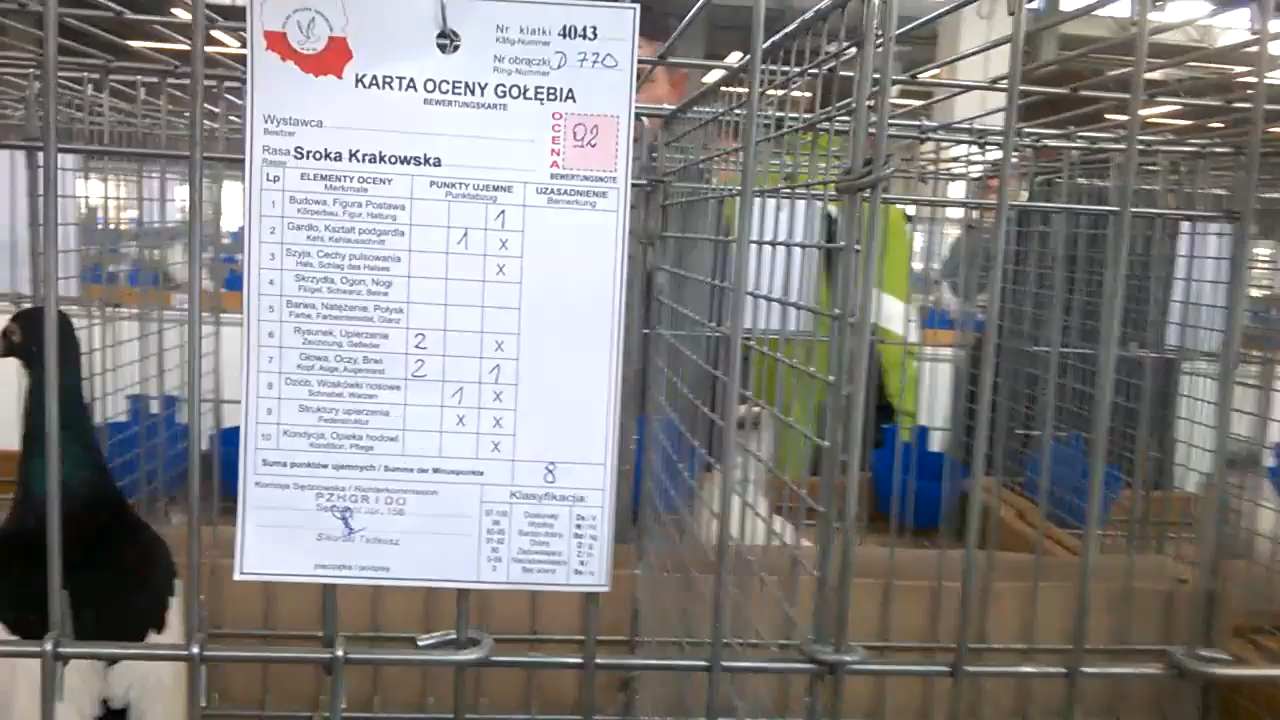 Nr klatki 4043
Käfig-Nummer
Nr obrączki D 770
Ring-Nummer
KARTA OCENY GOŁĘBIA
BEWERTUNGSKARTE
Wystawca
Besitzer
OCENA 92
BEWERTUNGSNOTE
Rasa Sroka Krakowska
Rasse
Lp ELEMENTY OCENY PUNKTY UJEMNE UZASADNIENIE
Merkmale Punktabzug Bemerkung
1 Budowa, Figura Postawa 1
Körperbau, Figur, Haltung
2 Gardło, Kształt podgardla 1 x
Kehl, Kehlausschnitt
3 Szyja, Cechy pulsowania x
Hals, Schlag des Halses
4 Skrzydła, Ogon, Nogi
Flügel, Schwanz, Beine
5 Barwa, Natężenie, Połysk
Farbe, Farbenintensität, Glanz
6 Rysunek, Upierzenie 2 x
Zeichnung, Gefieder
7 Głowa, Oczy, Brwi 2 1
Kopf, Auge, Augenrand
8 Dziób, Woskówki nosowe 1 x
Schnabel, Warzen
9 Struktury upierzenia x x
Federstruktur
10 Kondycja, Opieka hodowl. x
Kondition, Pflege
Suma punktów ujemnych / Summe der Minuspunkte 8
Komisja Sędziowska / Richterkommission
Klasyfikacja:
PZHGR I DO
Sikorski Tadeusz
pieczątka i podpisy